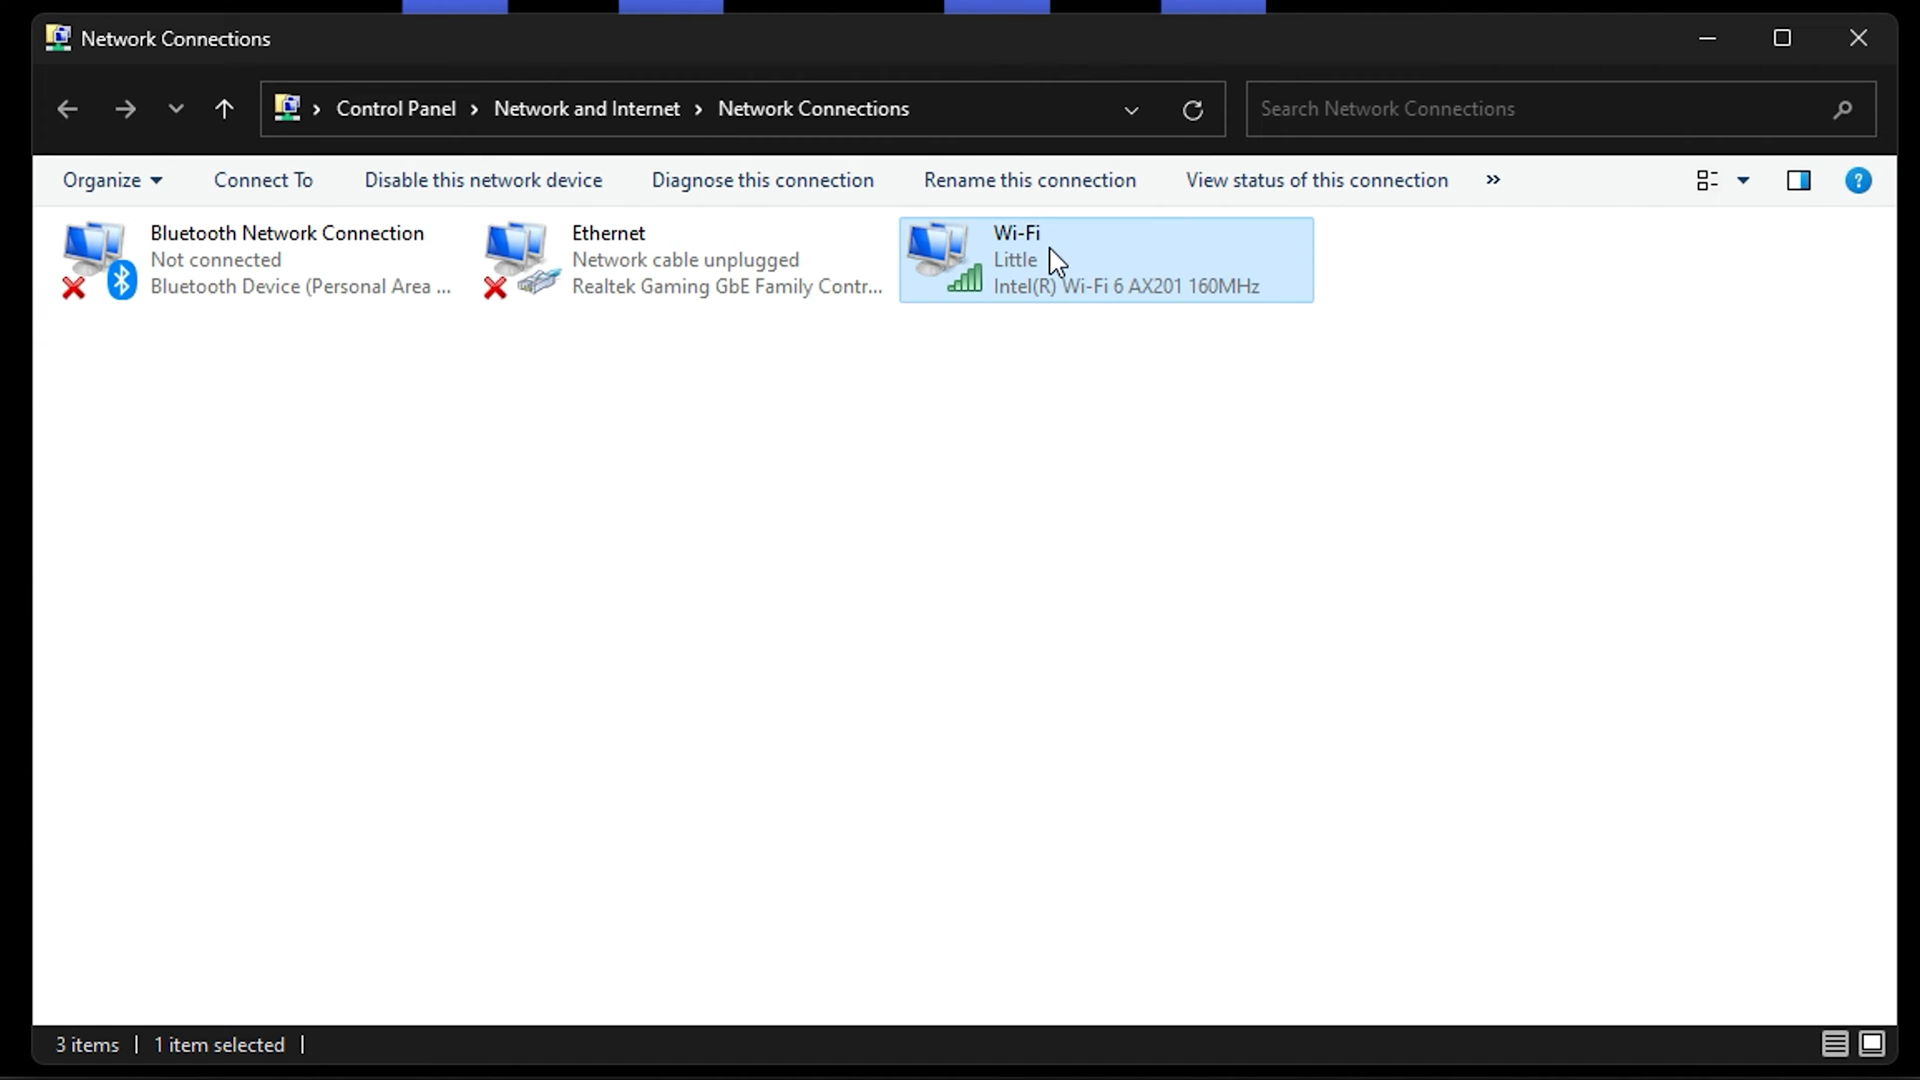 Network Connections
Control Panel > Network and Internet > Network Connections
Search Network Connections
Organize
Connect To
Disable this network device
Diagnose this connection
Rename this connection
View status of this connection
»
?
Bluetooth Network Connection
Not connected
Bluetooth Device (Personal Area ...
Ethernet
Network cable unplugged
Realtek Gaming GbE Family Contr...
Wi-Fi
Little
Intel(R) Wi-Fi 6 AX201 160MHz
3 items | 1 item selected |